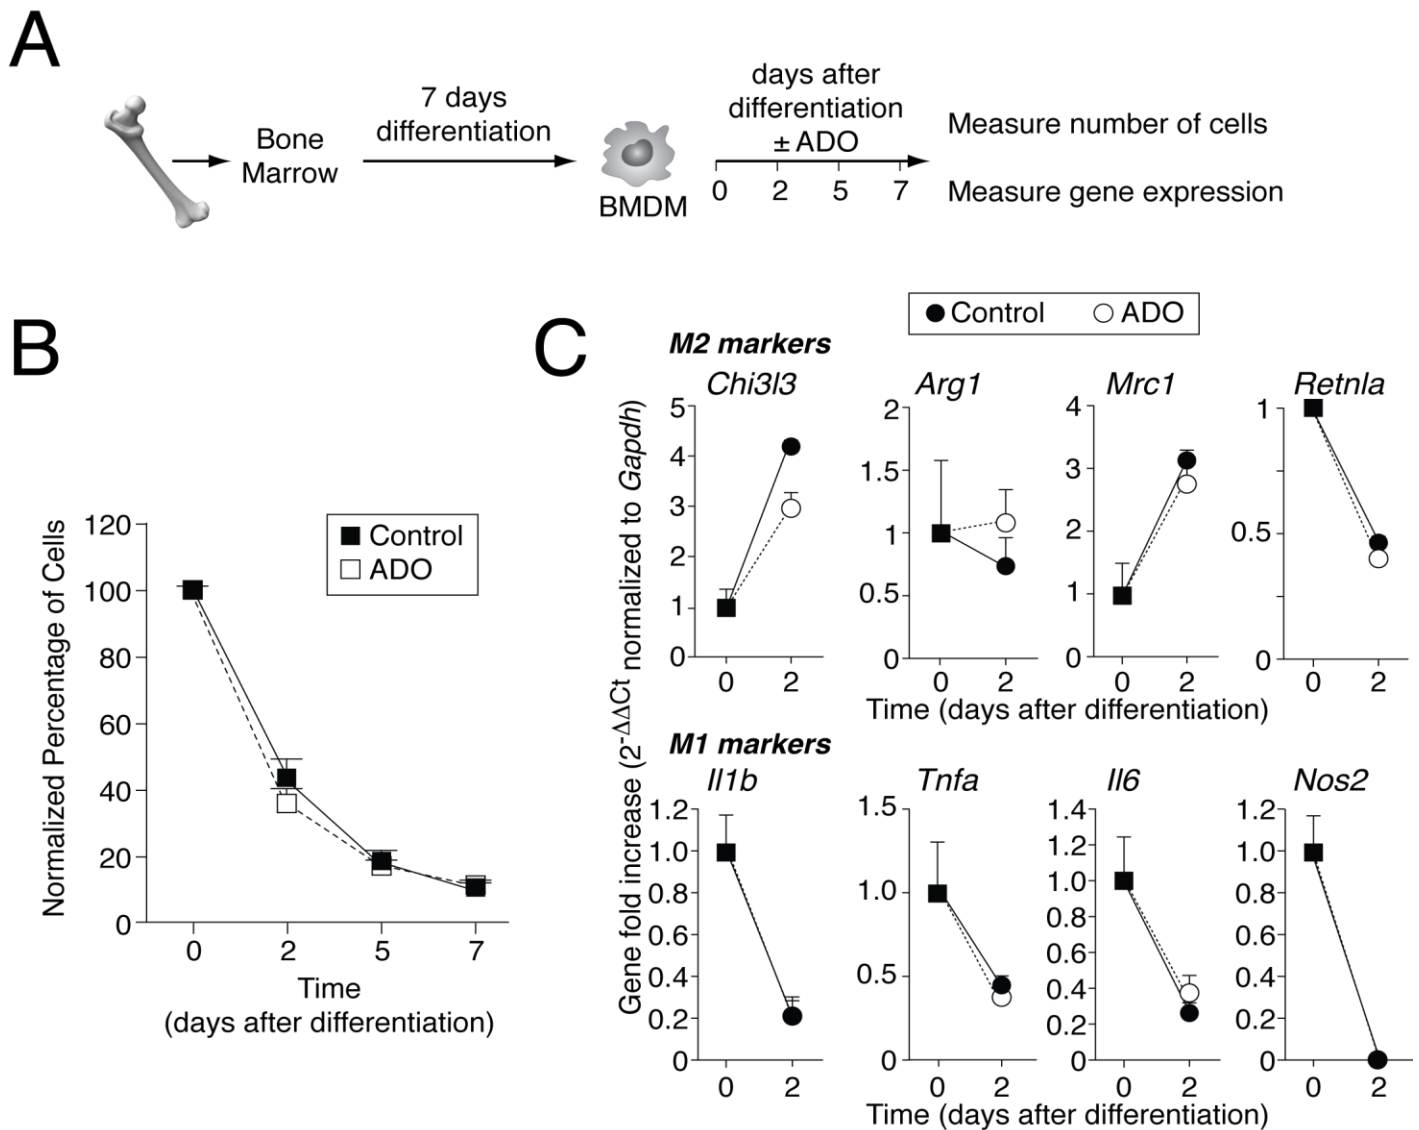 A
Bone
Marrow
7 days
differentiation
BMDM
days after
differentiation
± ADO
0 2 5 7
Measure number of cells
Measure gene expression
B
Normalized Percentage of Cells
120
100
80
60
40
20
0
Control
ADO
0 2 5 7
Time
(days after differentiation)
C
Control ADO
Gene fold increase (2-ΔΔCt normalized to Gapdh)
M2 markers
Chi3l3
5
4
3
2
1
0
0 2
Arg1
2
1.5
1
0.5
0
0 2
Mrc1
4
3
2
1
0
0 2
Retnla
1
0.5
0
0 2
Time (days after differentiation)
M1 markers
Il1b
1.2
1.0
0.8
0.6
0.4
0.2
0
0 2
Tnfa
1.5
1.0
0.5
0
0 2
Il6
1.4
1.2
1.0
0.8
0.6
0.4
0.2
0
0 2
Nos2
1.2
1.0
0.8
0.6
0.4
0.2
0
0 2
Time (days after differentiation)